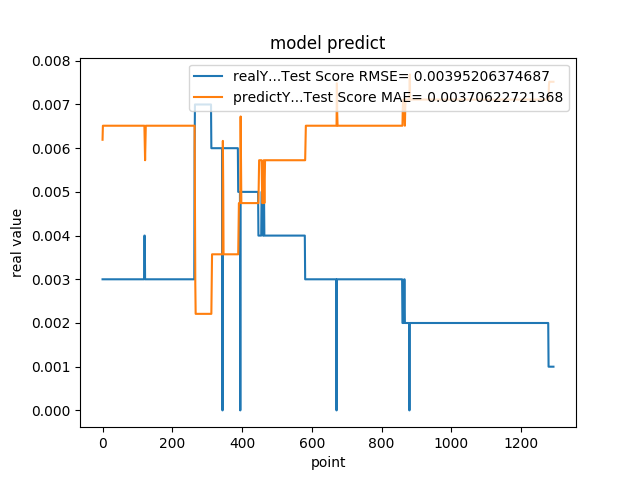 model predict
realY...Test Score RMSE= 0.00395206374687
predictY...Test Score MAE= 0.00370622721368
0.008
0.007
0.006
0.005
0.004
0.003
0.002
0.001
0.000
real value
0 200 400 600 800 1000 1200
point